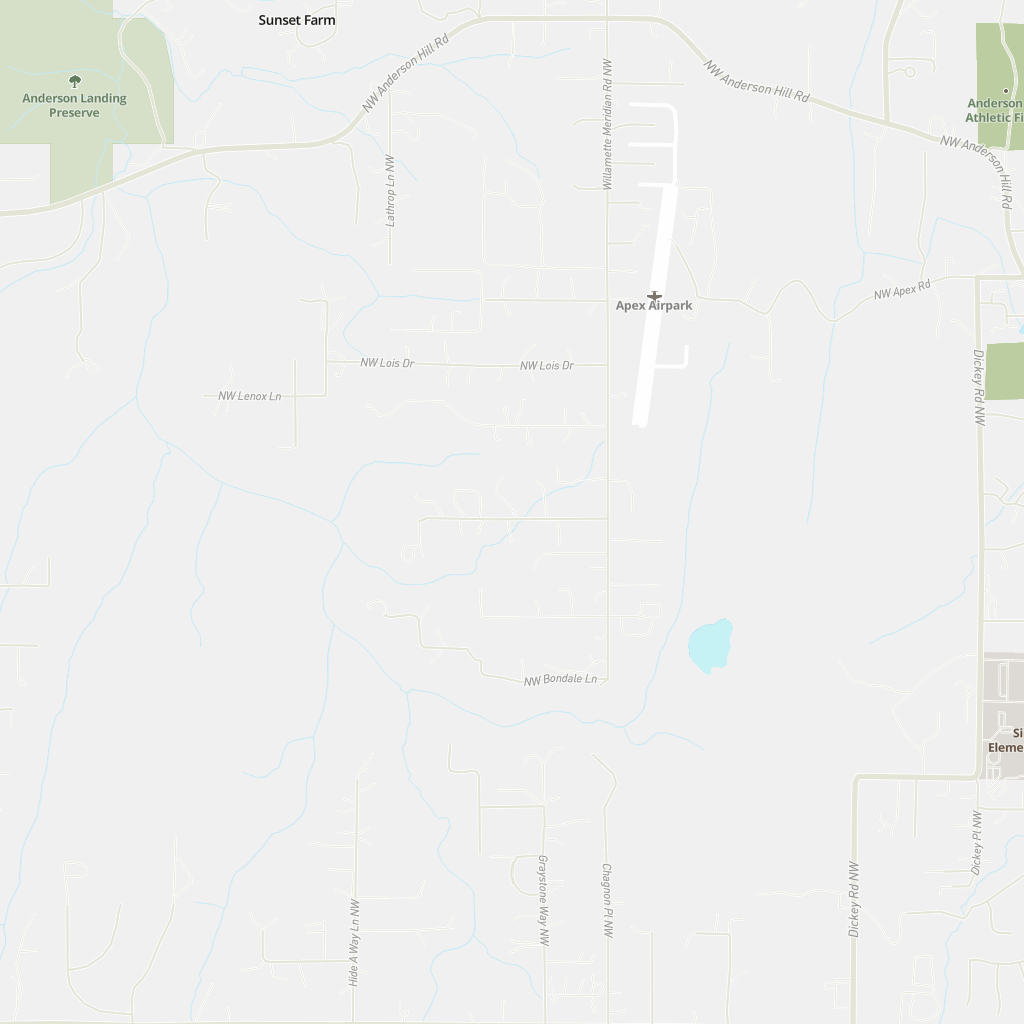 Sunset Farm
NW Anderson Hill Rd
NW Anderson Hill Rd
Willamette Meridian Rd NW
Anderson Landing
Preserve
Anderson
Athletic Fi
NW Anderson Hill Rd
Lathrop Ln NW
NW Apex Rd
Apex Airpark
NW Lois Dr
NW Lois Dr
Dickey Rd NW
NW Lenox Ln
NW Bondale Ln
Si
Eleme
Dickey Pl NW
Graystone Way NW
Chagnon Pl NW
Dickey Rd NW
Hide A Way Ln NW